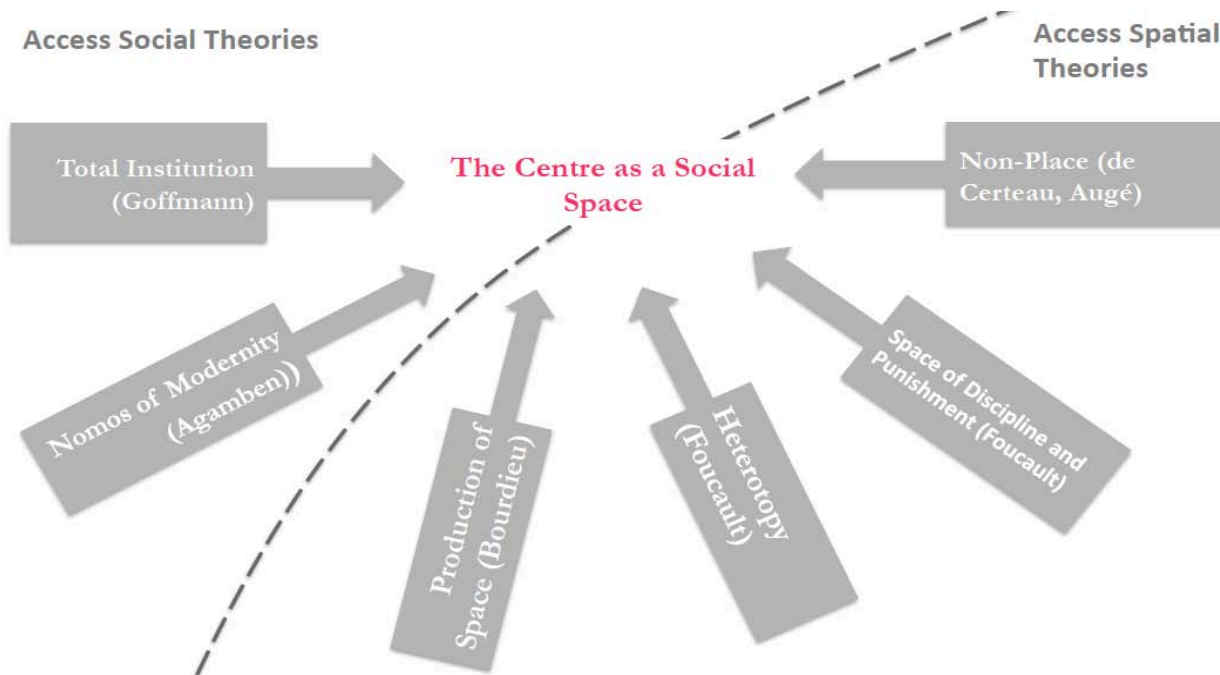 Access Social Theories
Access Spatial
Theories
Total Institution
(Goffmann)
The Centre as a Social
Space
Non-Place (de
Certeau, Augé)
Nomos of Modernity
(Agamben))
Production of
Space (Bourdieu)
Heterotopy
(Foucault)
Space of Discipline and
Punishment (Foucault)